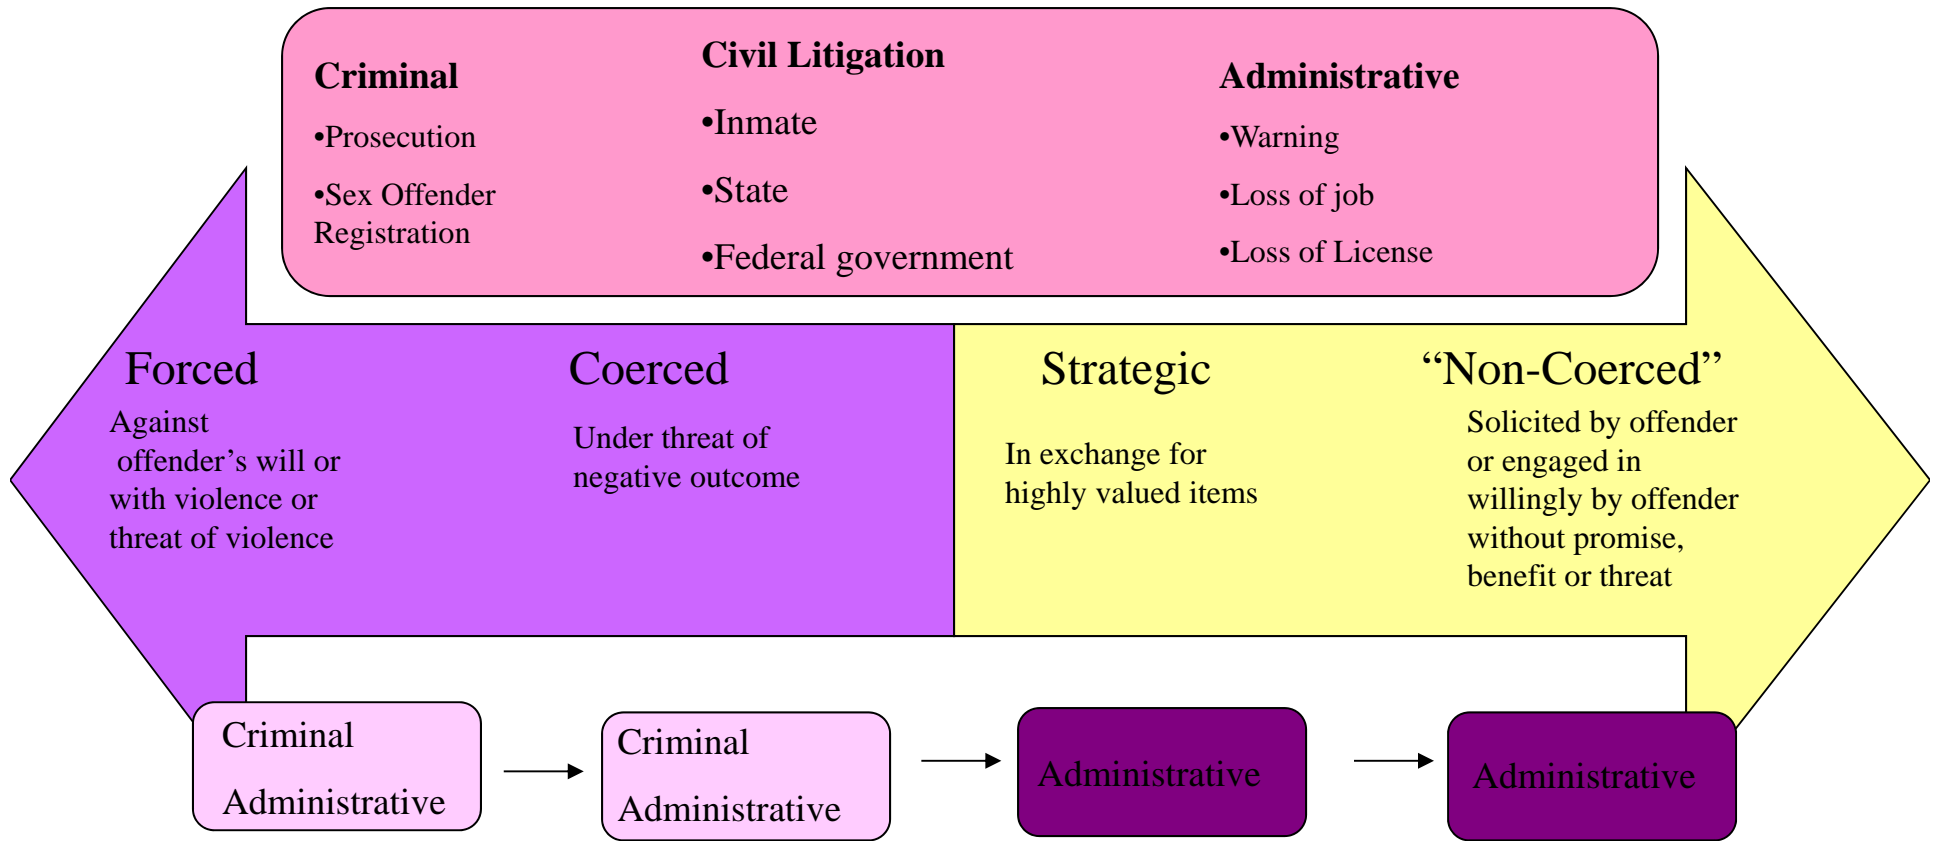 Criminal
•Prosecution
•Sex Offender
Registration
Civil Litigation
•Inmate
•State
•Federal government
Administrative
•Warning
•Loss of job
•Loss of License
Forced
Against
offender’s will or
with violence or
threat of violence
Coerced
Under threat of
negative outcome
Strategic
In exchange for
highly valued items
“Non-Coerced”
Solicited by offender
or engaged in
willingly by offender
without promise,
benefit or threat
Criminal
Administrative
Criminal
Administrative
Administrative
Administrative